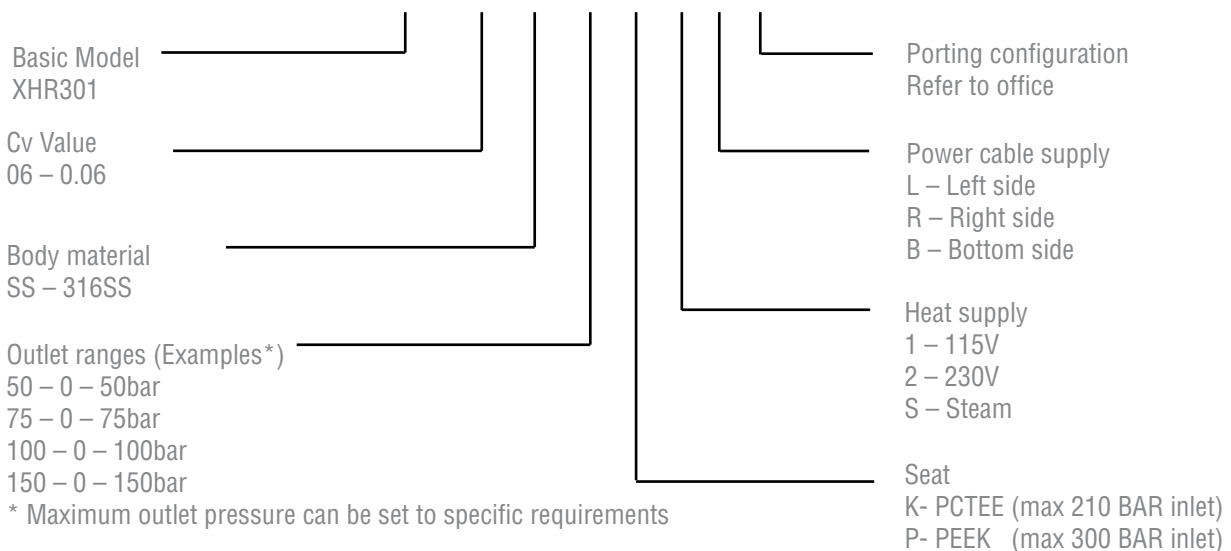 Basic Model
XHR301
Cv Value
06 – 0.06
Body material
SS – 316SS
Outlet ranges (Examples*)
50 – 0 – 50bar
75 – 0 – 75bar
100 – 0 – 100bar
150 – 0 – 150bar
* Maximum outlet pressure can be set to specific requirements
Porting configuration
Refer to office
Power cable supply
L – Left side
R – Right side
B – Bottom side
Heat supply
1 – 115V
2 – 230V
S – Steam
Seat
K- PCTEE (max 210 BAR inlet)
P- PEEK (max 300 BAR inlet)